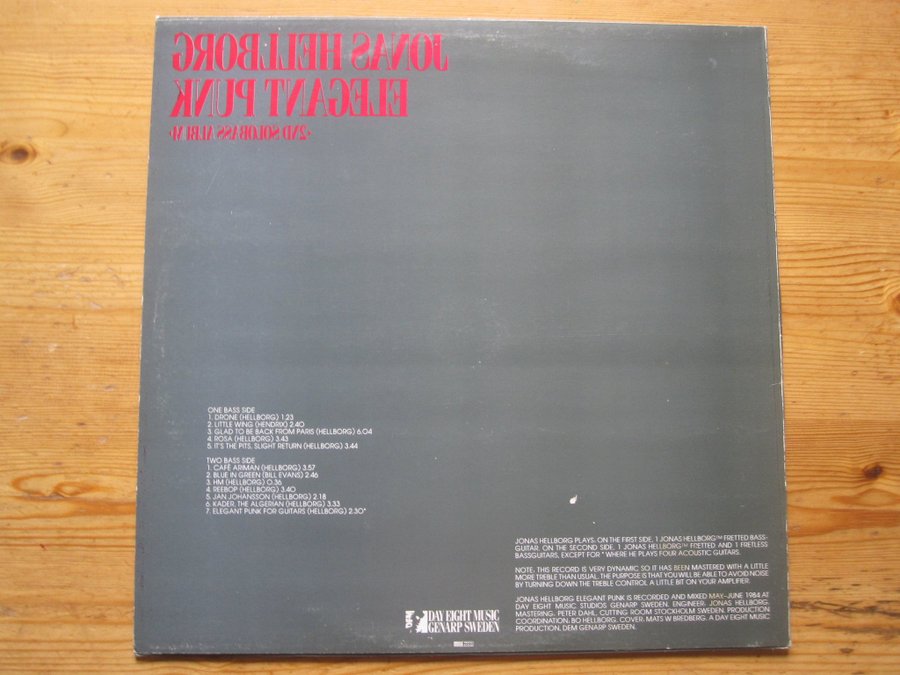 JONAS HELLBORG
ELEGANT PUNK
‹2ND SOLOBASS ALBUM›
ONE BASS SIDE
1. DRONE (HELLBORG) 1.23
2. LITTLE WING (HENDRIX) 2.40
3. GLAD TO BE BACK FROM PARIS (HELLBORG) 6.04
4. ROSA (HELLBORG) 3.43
5. IT'S THE PITS, SLIGHT RETURN (HELLBORG) 3.44
TWO BASS SIDE
1. CAFÉ ARIMAN (HELLBORG) 3.57
2. BLUE IN GREEN (BILL EVANS) 2.46
3. HM (HELLBORG) 0.36
4. REEBOP (HELLBORG) 3.40
5. JAN JOHANSSON (HELLBORG) 2.18
6. KADER, THE ALGERIAN (HELLBORG) 3.33
7. ELEGANT PUNK FOR GUITARS (HELLBORG) 2.30*
JONAS HELLBORG PLAYS: ON THE FIRST SIDE, 1 JONAS HELLBORG™ FRETTED BASS-
GUITAR. ON THE SECOND SIDE, 1 JONAS HELLBORG™ FRETTED AND 1 FRETLESS
BASSGUITARS, EXCEPT FOR * WHERE HE PLAYS FOUR ACOUSTIC GUITARS.
NOTE: THIS RECORD IS VERY DYNAMIC SO IT HAS BEEN MASTERED WITH A LITTLE
MORE TREBLE THAN USUAL. THE PURPOSE IS THAT YOU WILL BE ABLE TO AVOID NOISE
BY TURNING DOWN THE TREBLE CONTROL A LITTLE BIT ON YOUR AMPLIFIER.
JONAS HELLBORG ELEGANT PUNK IS RECORDED AND MIXED MAY–JUNE 1984 AT
DAY EIGHT MUSIC STUDIOS GENARP SWEDEN. ENGINEER: JONAS HELLBORG.
MASTERING: PETER DAHL, CUTTING ROOM STOCKHOLM SWEDEN. PRODUCTION
COORDINATION: BO HELLBORG. COVER: MATS W BREDBERG. A DAY EIGHT MUSIC
PRODUCTION, DEM GENARP SWEDEN.
DAY EIGHT MUSIC
GENARP SWEDEN